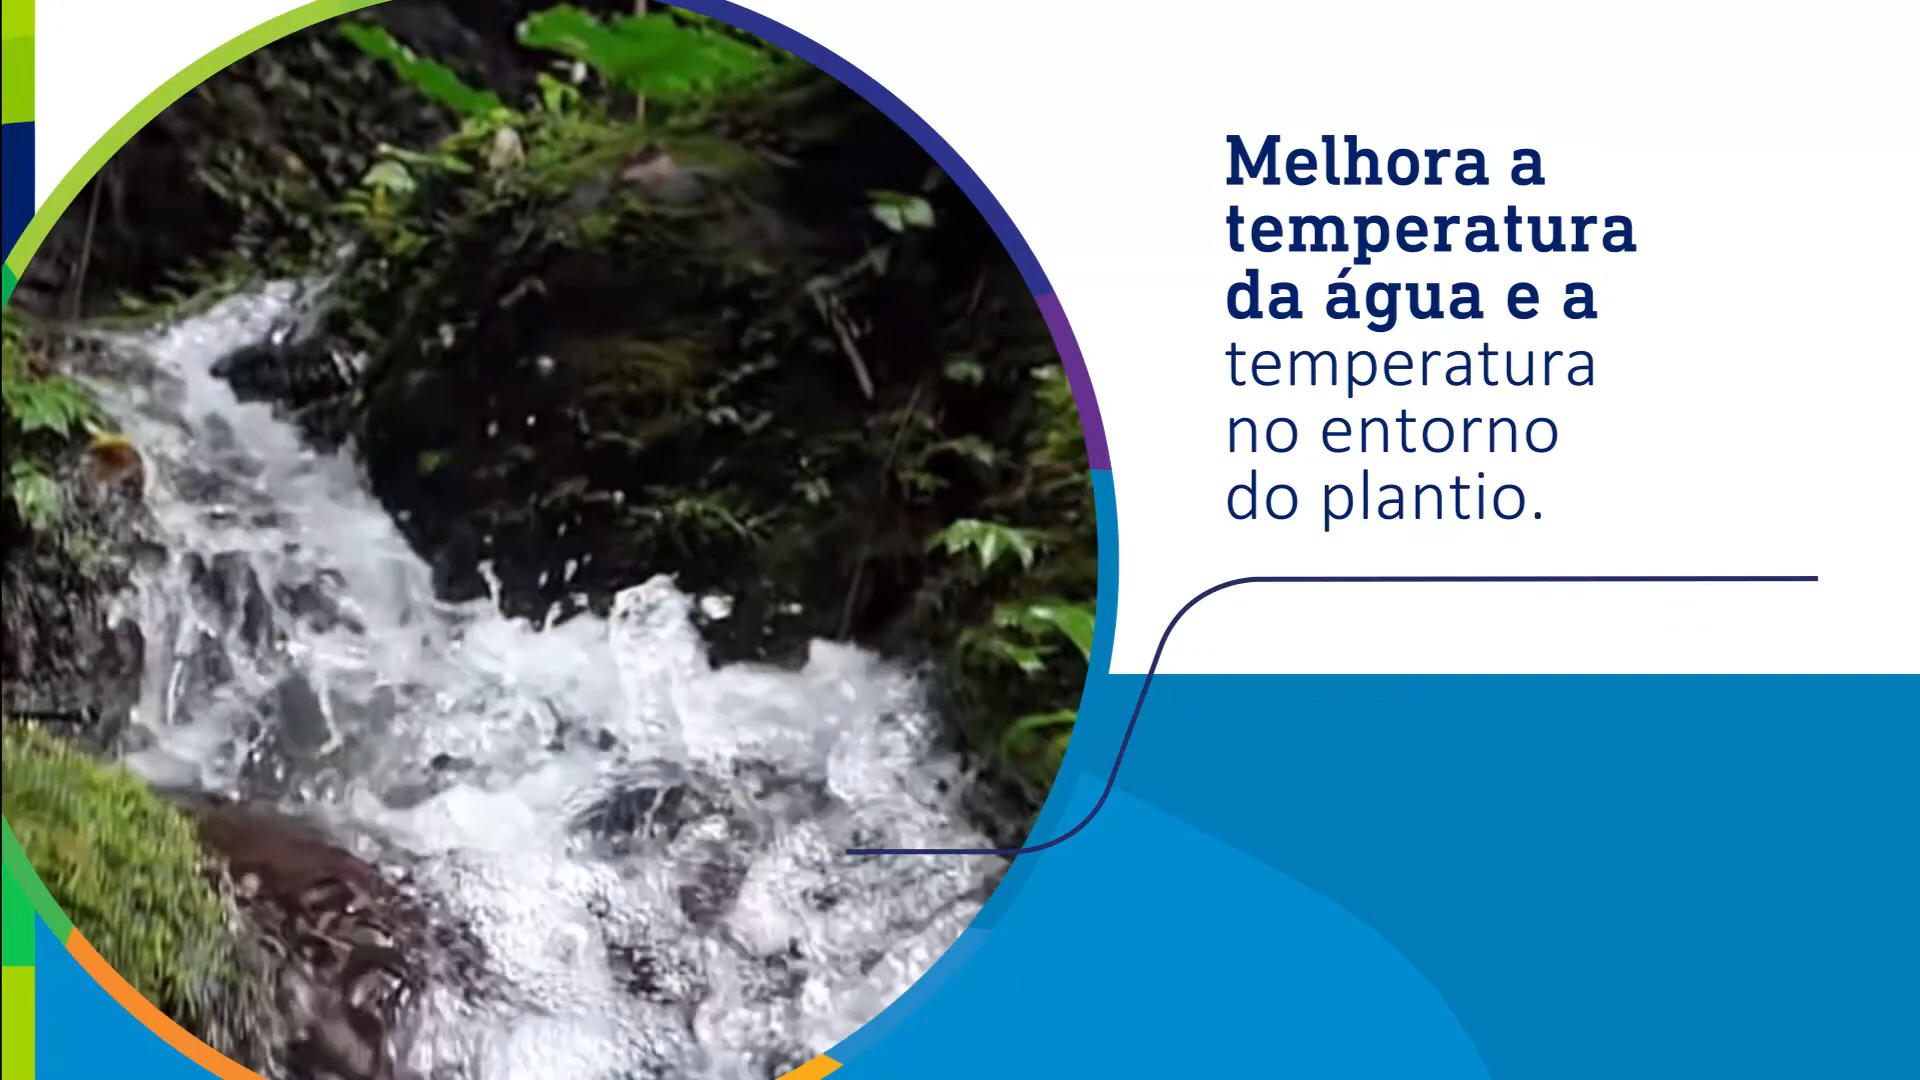 Melhora a
temperatura
da água e a
temperatura
no entorno
do plantio.